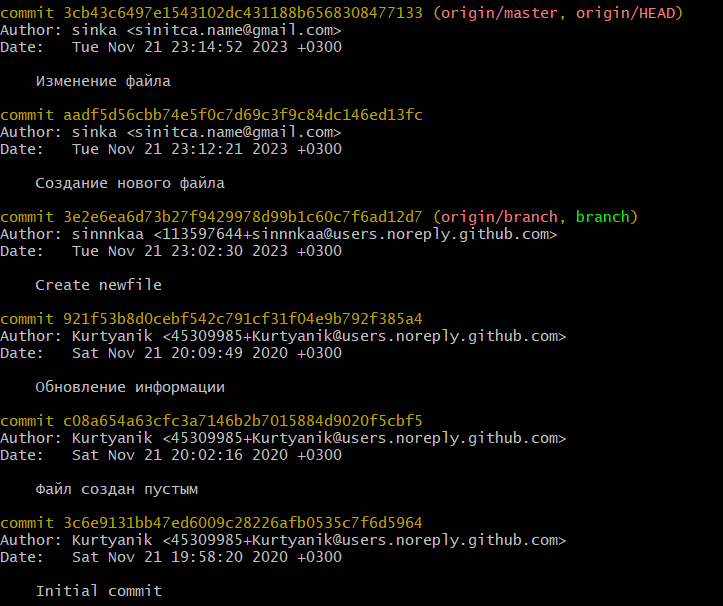 commit 3cb43c6497e1543102dc431188b6568308477133 (origin/master, origin/HEAD)
Author: sinka <sinitca.name@gmail.com>
Date:   Tue Nov 21 23:14:52 2023 +0300
Изменение файла
commit aadf5d56cbb74e5f0c7d69c3f9c84dc146ed13fc
Author: sinka <sinitca.name@gmail.com>
Date:   Tue Nov 21 23:12:21 2023 +0300
Создание нового файла
commit 3e2e6ea6d73b27f9429978d99b1c60c7f6ad12d7 (origin/branch, branch)
Author: sinnnkaa <113597644+sinnnkaa@users.noreply.github.com>
Date:   Tue Nov 21 23:02:30 2023 +0300
Create newfile
commit 921f53b8d0cebf542c791cf31f04e9b792f385a4
Author: Kurtyanik <45309985+Kurtyanik@users.noreply.github.com>
Date:   Sat Nov 21 20:09:49 2020 +0300
Обновление информации
commit c08a654a63cfc3a7146b2b7015884d9020f5cbf5
Author: Kurtyanik <45309985+Kurtyanik@users.noreply.github.com>
Date:   Sat Nov 21 20:02:16 2020 +0300
Файл создан пустым
commit 3c6e9131bb47ed6009c28226afb0535c7f6d5964
Author: Kurtyanik <45309985+Kurtyanik@users.noreply.github.com>
Date:   Sat Nov 21 19:58:20 2020 +0300
Initial commit